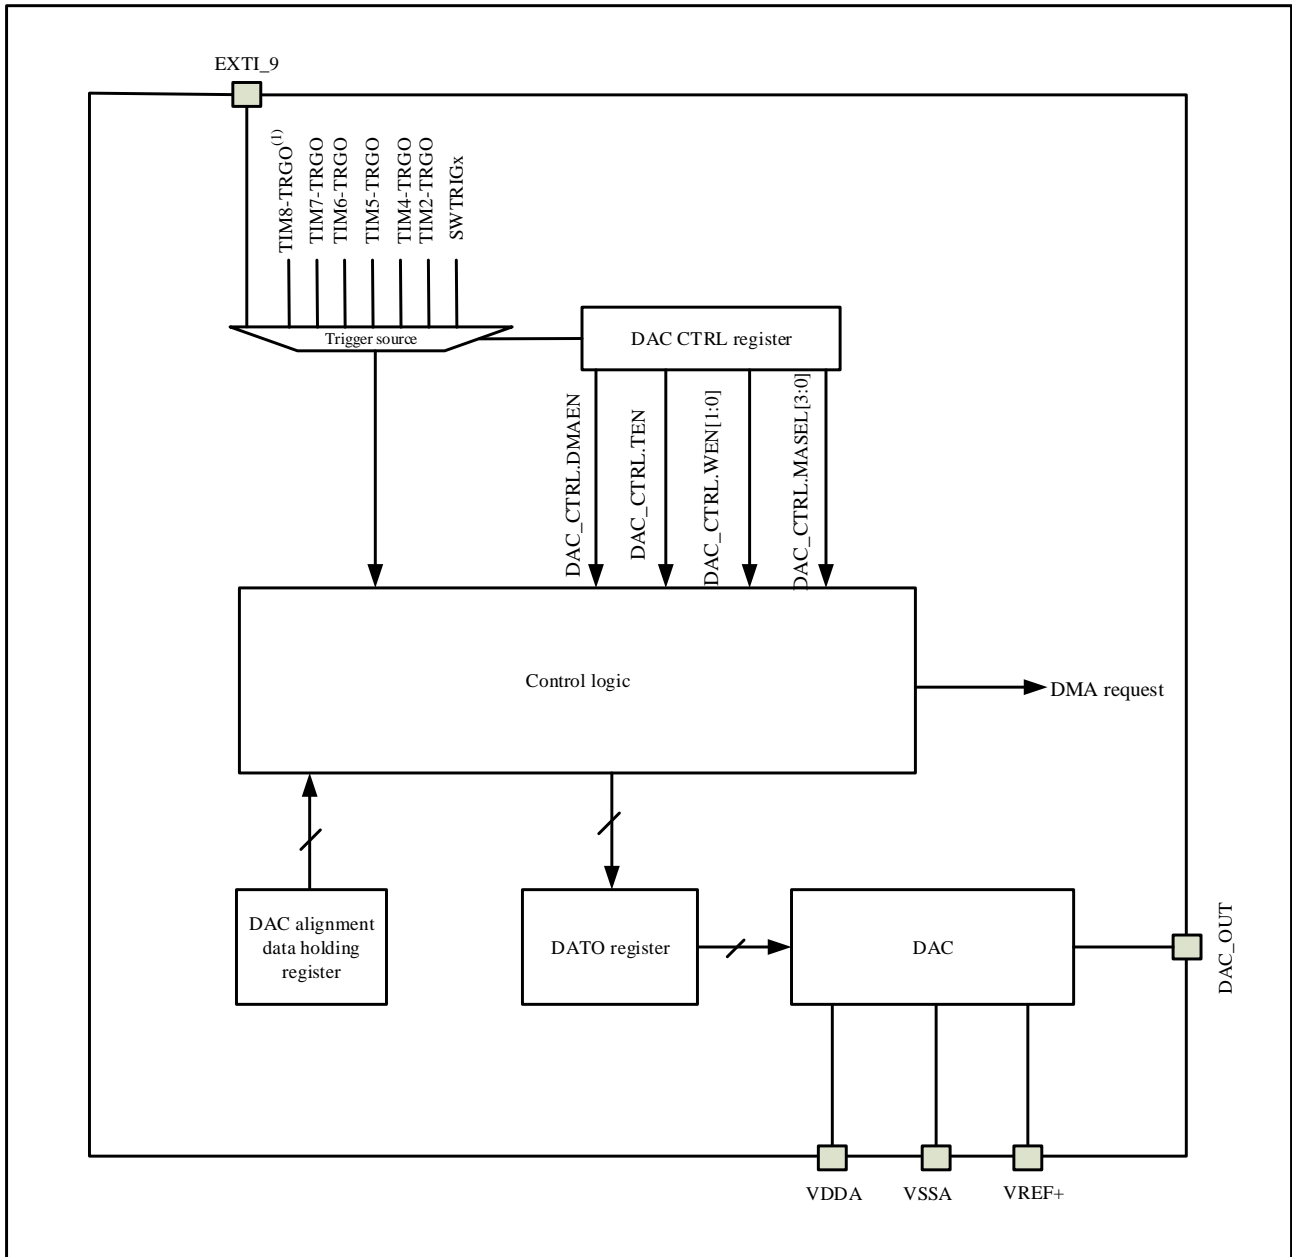 EXTI_9
TIM8-TRGO(1)
TIM7-TRGO
TIM6-TRGO
TIM5-TRGO
TIM4-TRGO
TIM2-TRGO
SWTRIGx
Trigger source
DAC CTRL register
DAC_CTRL.DMAEN
DAC_CTRL.TEN
DAC_CTRL.WEN[1:0]
DAC_CTRL.MASEL[3:0]
Control logic
DMA request
DAC alignment
data holding
register
DATO register
DAC
DAC_OUT
VDDA
VSSA
VREF+